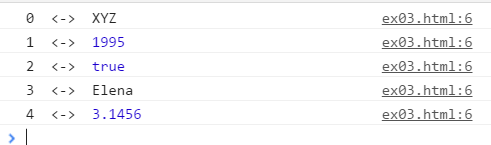 0 <-> XYZ ex03.html:6
1 <-> 1995 ex03.html:6
2 <-> true ex03.html:6
3 <-> Elena ex03.html:6
4 <-> 3.1456 ex03.html:6
>